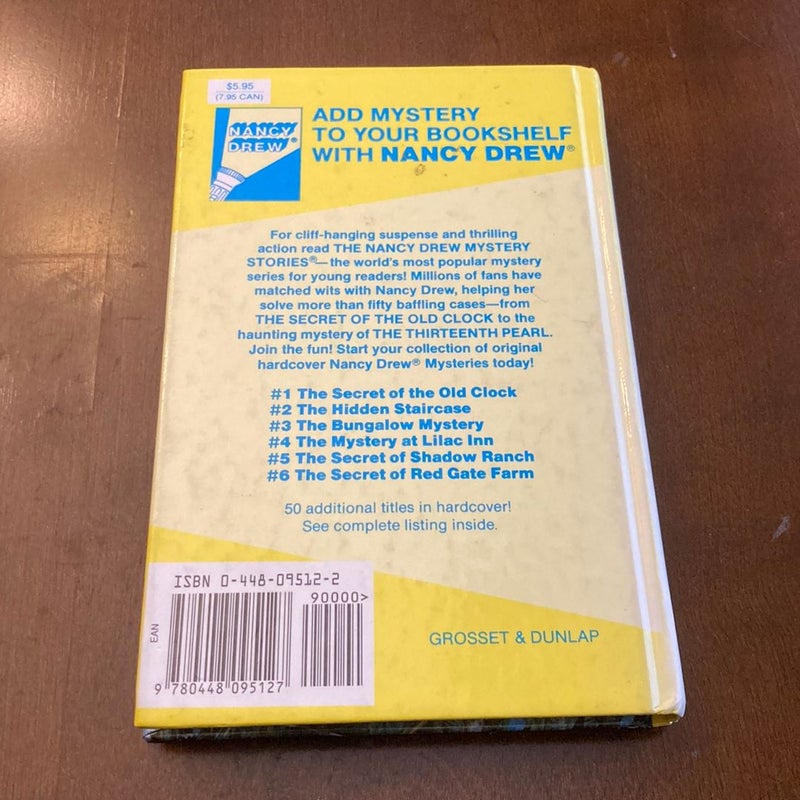 $5.95
(7.95 CAN)
NANCY
DREW®
ADD MYSTERY
TO YOUR BOOKSHELF
WITH NANCY DREW®
For cliff-hanging suspense and thrilling
action read THE NANCY DREW MYSTERY
STORIES®—the world's most popular mystery
series for young readers! Millions of fans have
matched wits with Nancy Drew, helping her
solve more than fifty baffling cases—from
THE SECRET OF THE OLD CLOCK to the
haunting mystery of THE THIRTEENTH PEARL.
Join the fun! Start your collection of original
hardcover Nancy Drew® Mysteries today!
#1 The Secret of the Old Clock
#2 The Hidden Staircase
#3 The Bungalow Mystery
#4 The Mystery at Lilac Inn
#5 The Secret of Shadow Ranch
#6 The Secret of Red Gate Farm
50 additional titles in hardcover!
See complete listing inside.
ISBN 0-448-09512-2
90000>
EAN
9 780448 095127
GROSSET & DUNLAP